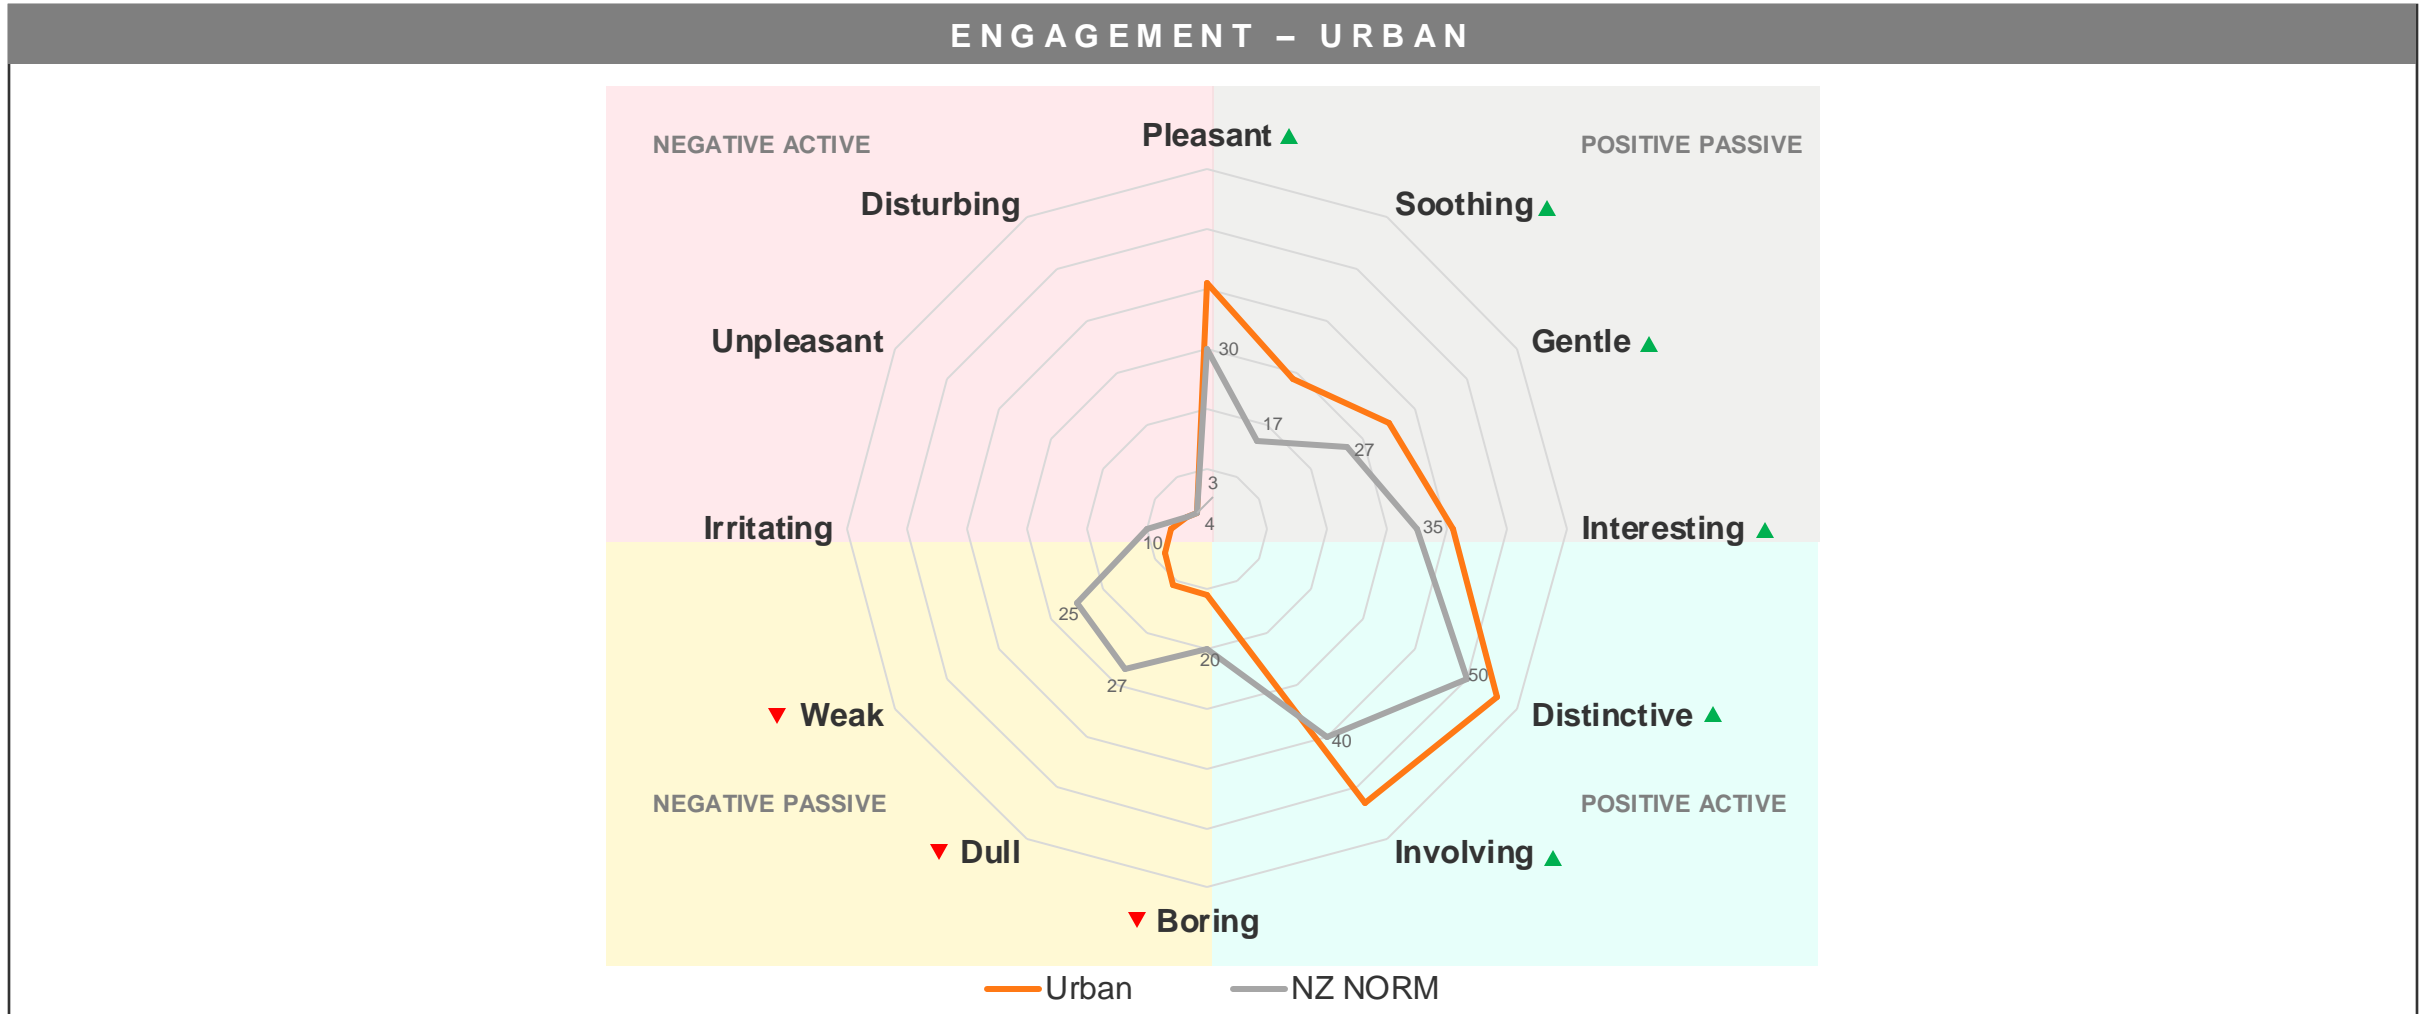 ENGAGEMENT – URBAN
NEGATIVE ACTIVE
POSITIVE PASSIVE
Pleasant
Disturbing
Soothing
Unpleasant
Gentle
30
17
27
3
4
Irritating
10
35
Interesting
25
27
20
40
50
Weak
Distinctive
NEGATIVE PASSIVE
POSITIVE ACTIVE
Dull
Involving
Boring
Urban
NZ NORM